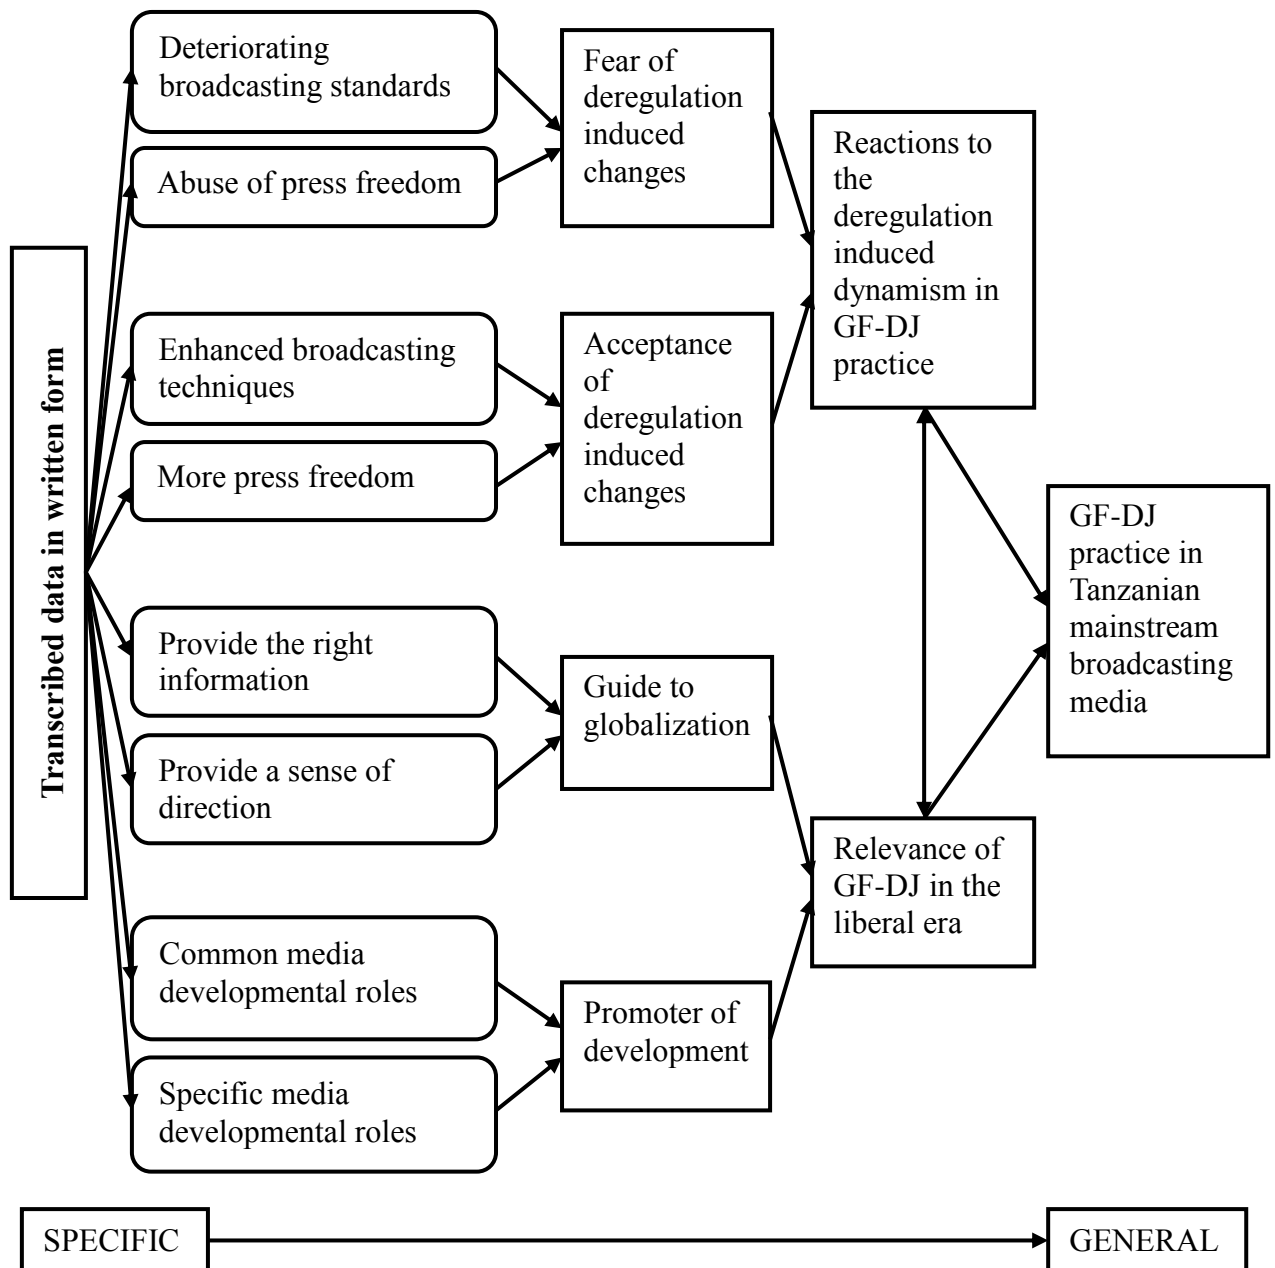 Transcribed data in written form
Deteriorating
broadcasting standards
Abuse of press freedom
Enhanced broadcasting
techniques
More press freedom
Provide the right
information
Provide a sense of
direction
Common media
developmental roles
Specific media
developmental roles
Fear of
deregulation
induced
changes
Acceptance
of
deregulation
induced
changes
Guide to
globalization
Promoter of
development
Reactions to
the
deregulation
induced
dynamism in
GF-DJ
practice
Relevance of
GF-DJ in the
liberal era
GF-DJ
practice in
Tanzanian
mainstream
broadcasting
media
SPECIFIC
GENERAL